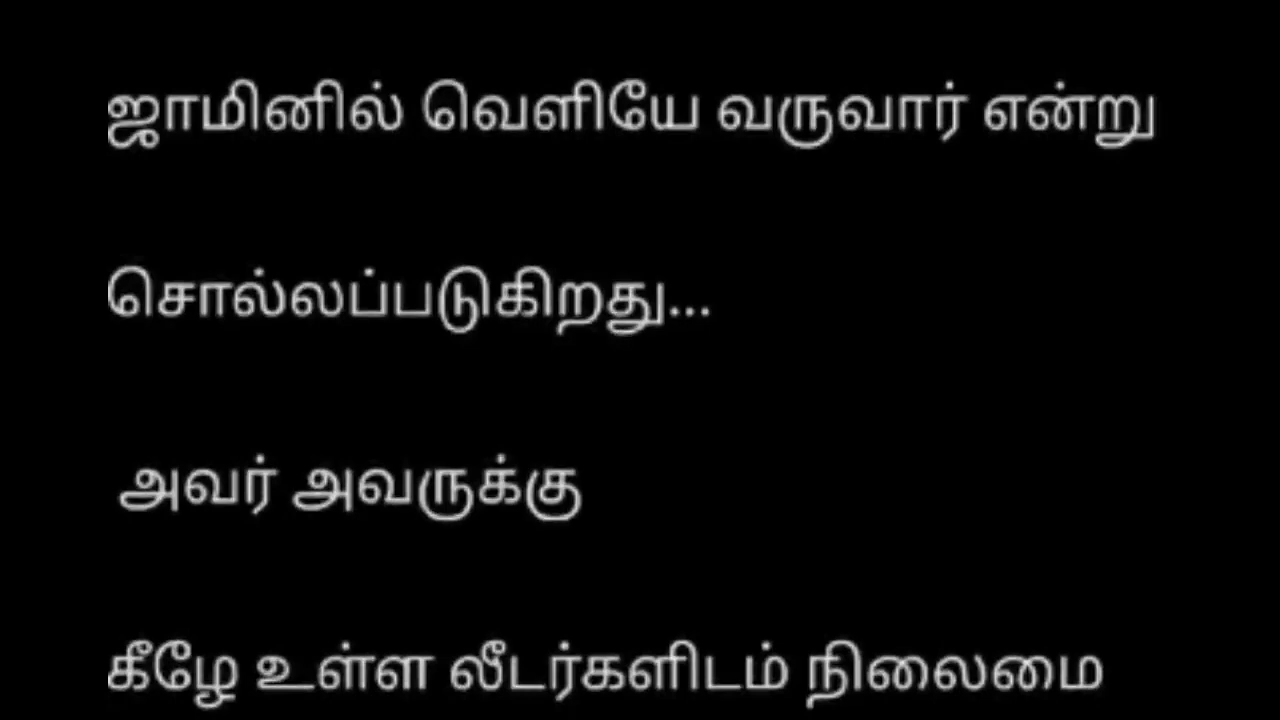 ஜாமினில் வெளியே வருவார் என்று
சொல்லப்படுகிறது...
அவர் அவருக்கு
கீழே உள்ள லீடர்களிடம் நிலைமை